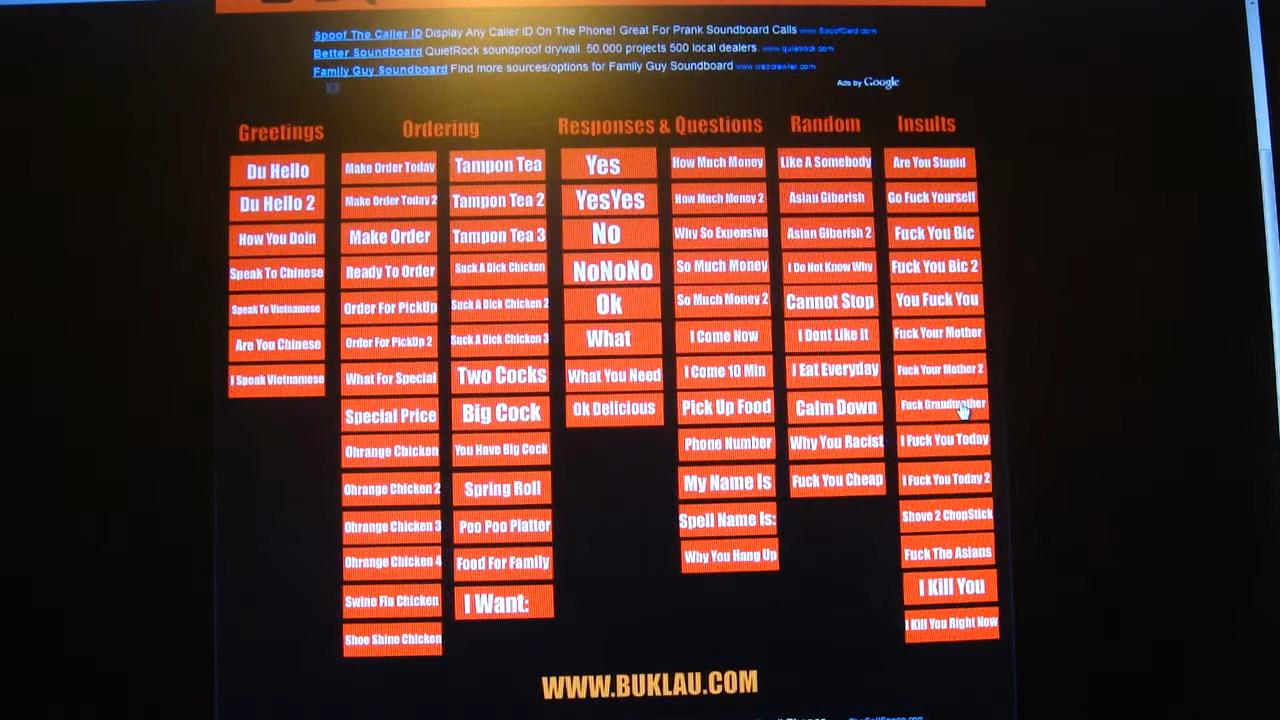 Spoof The Caller ID Display Any Caller ID On The Phone! Great For Prank Soundboard Calls www.SpoofCard.com
Better Soundboard QuietRock soundproof drywall. 50,000 projects 500 local dealers. www.quietrock.com
Family Guy Soundboard Find more sources/options for Family Guy Soundboard www.webcrawler.com
Ads by Google
Greetings
Du Hello
Du Hello 2
How You Doin
Speak To Chinese
Speak To Vietnamese
Are You Chinese
I Speak Vietnamese
Ordering
Make Order Today
Make Order Today 2
Make Order
Ready To Order
Order For PickUp
Order For PickUp 2
What For Special
Special Price
Ohrange Chicken
Ohrange Chicken 2
Ohrange Chicken 3
Ohrange Chicken 4
Swine Flu Chicken
Shoe Shine Chicken
Tampon Tea
Tampon Tea 2
Tampon Tea 3
Suck A Dick Chicken
Suck A Dick Chicken 2
Suck A Dick Chicken 3
Two Cocks
Big Cock
You Have Big Cock
Spring Roll
Poo Poo Platter
Food For Family
I Want:
Responses & Questions
Yes
YesYes
No
NoNoNo
Ok
What
What You Need
Ok Delicious
How Much Money
How Much Money 2
Why So Expensive
So Much Money
So Much Money 2
I Come Now
I Come 10 Min
Pick Up Food
Phone Number
My Name Is
Spell Name Is:
Why You Hang Up
Random
Like A Somebody
Asian Giberish
Asian Giberish 2
I Do Not Know Why
Cannot Stop
I Dont Like It
I Eat Everyday
Calm Down
Why You Racist
Fuck You Cheap
Insults
Are You Stupid
Go Fuck Yourself
Fuck You Bic
Fuck You Bic 2
You Fuck You
Fuck Your Mother
Fuck Your Mother 2
Fuck Grandmother
I Fuck You Today
I Fuck You Today 2
Shove 2 ChopStick
Fuck The Asians
I Kill You
I Kill You Right Now
WWW.BUKLAU.COM